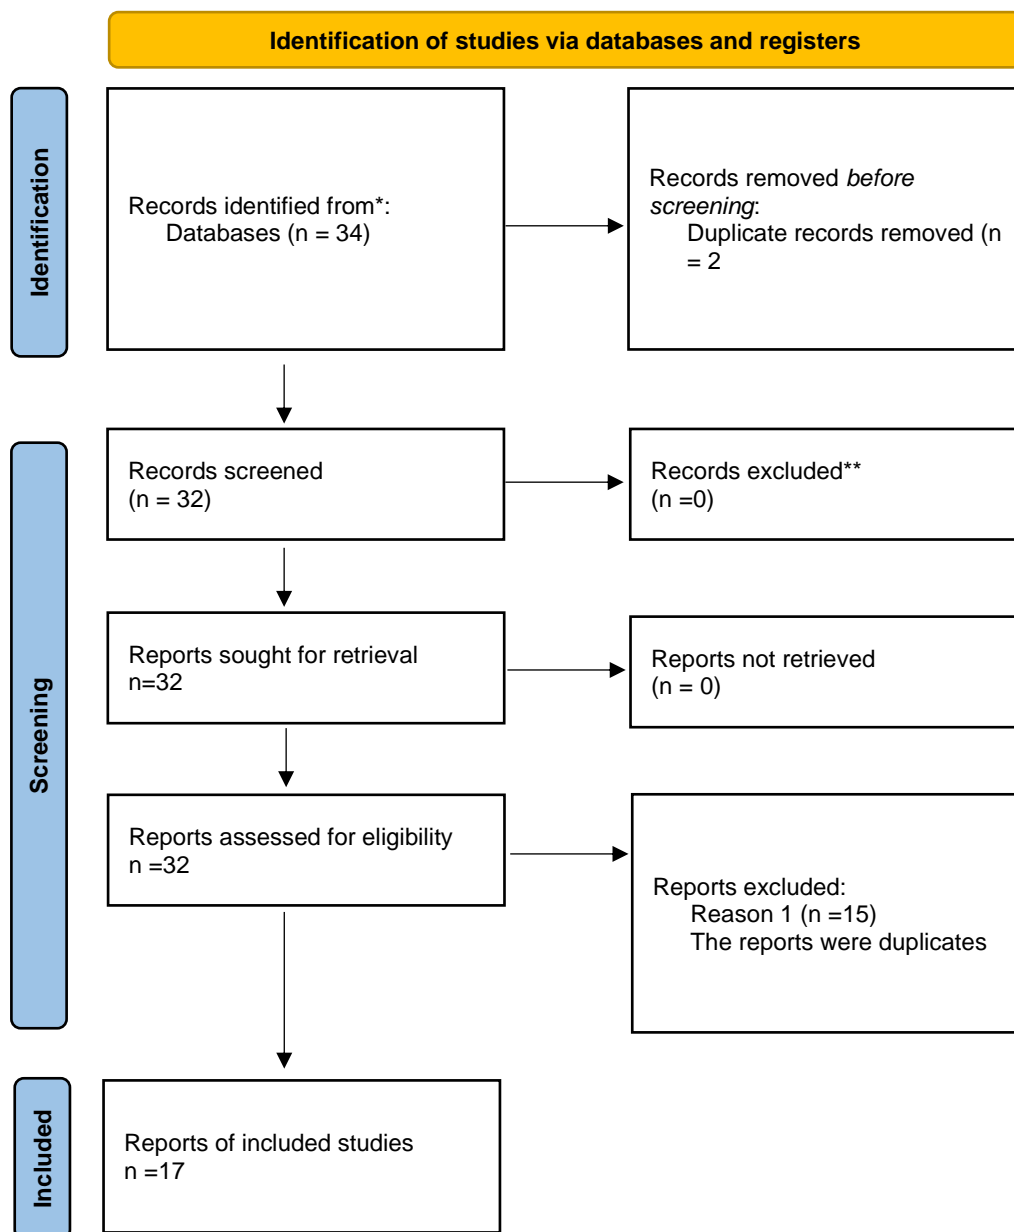 Identification of studies via databases and registers
Identification
Records identified from*:
Databases (n = 34)
Records removed before
screening:
Duplicate records removed (n
= 2
Screening
Records screened
(n = 32)
Records excluded**
(n =0)
Reports sought for retrieval
n=32
Reports not retrieved
(n = 0)
Reports assessed for eligibility
n =32
Reports excluded:
Reason 1 (n =15)
The reports were duplicates
Included
Reports of included studies
n =17